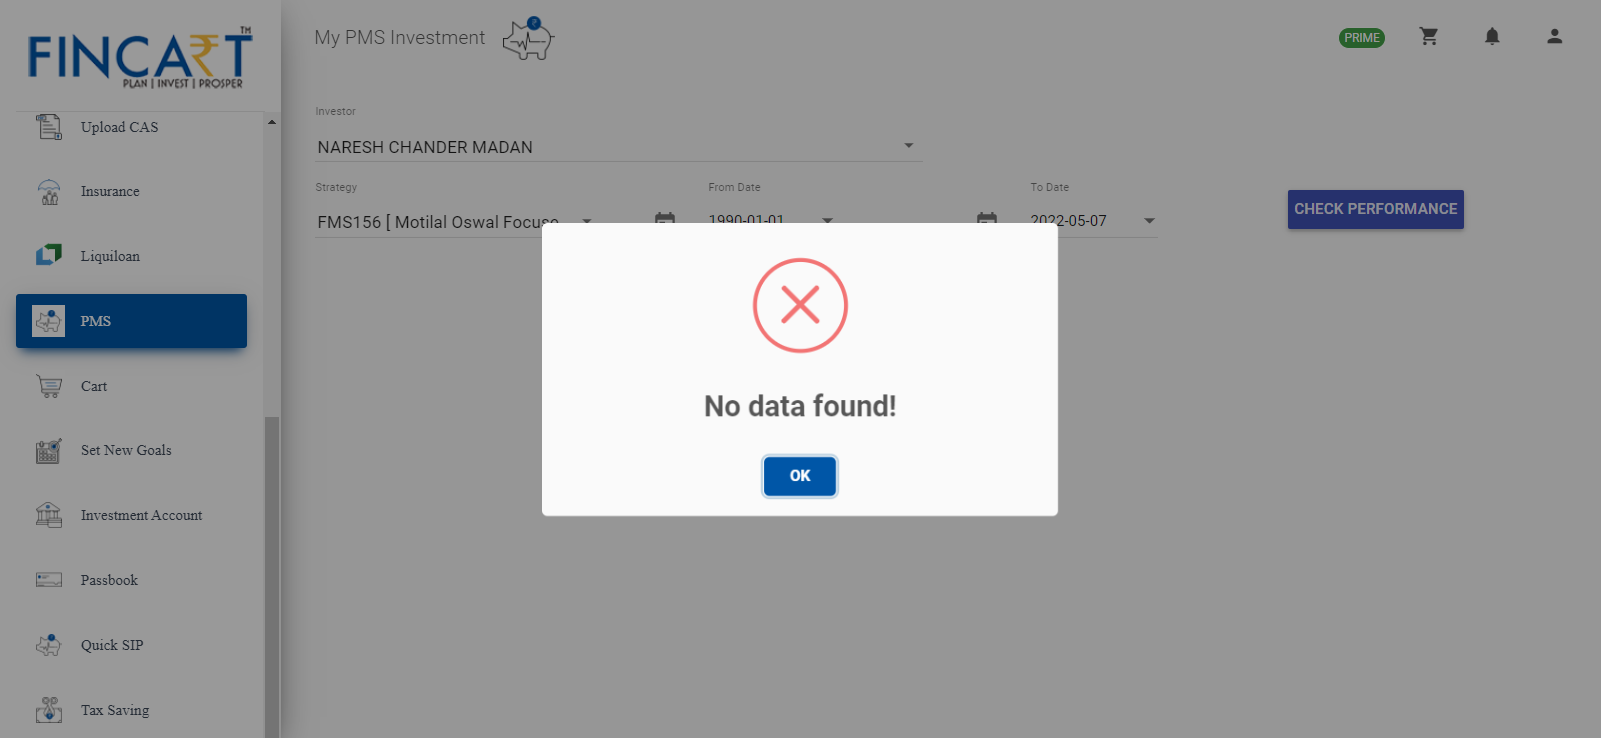 FINCART™
PLAN | INVEST | PROSPER
Upload CAS
Insurance
Liquiloan
PMS
Cart
Set New Goals
Investment Account
Passbook
Quick SIP
Tax Saving
My PMS Investment
PRIME
Investor
NARESH CHANDER MADAN
Strategy
From Date
To Date
FMS156 [ Motilal Oswal Focuse
1990-01-01
2022-05-07
CHECK PERFORMANCE
No data found!
OK